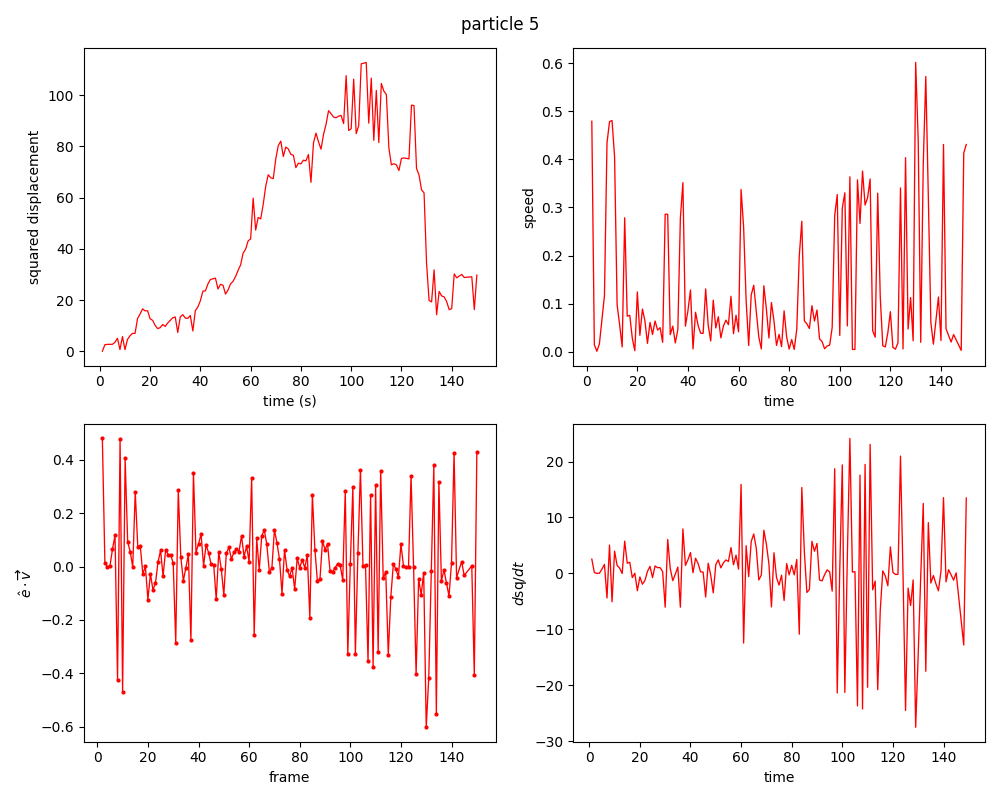 particle 5
squared displacement
100
80
60
40
20
0
0 20 40 60 80 100 120 140
time (s)
speed
0.6
0.5
0.4
0.3
0.2
0.1
0.0
0 20 40 60 80 100 120 140
time
ê · v⃗
0.4
0.2
0.0
−0.2
−0.4
−0.6
0 20 40 60 80 100 120 140
frame
dsq/dt
20
10
0
−10
−20
−30
0 20 40 60 80 100 120 140
time